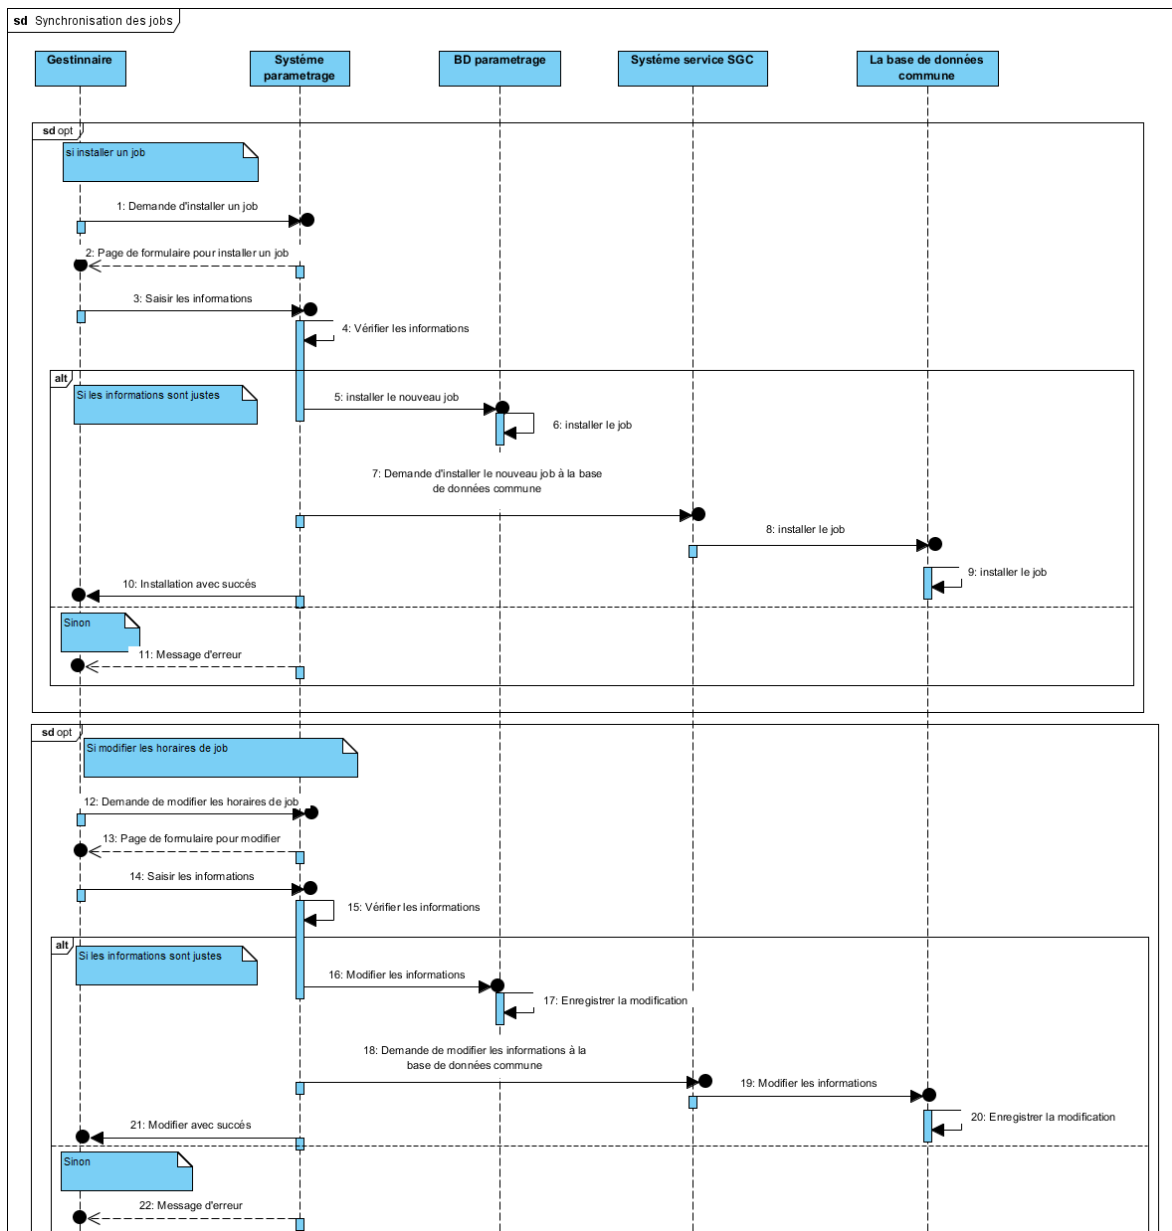 sd Synchronisation des jobs
Gestinnaire
Systéme
parametrage
BD parametrage
Systéme service SGC
La base de données
commune
sd opt
si installer un job
1: Demande d'installer un job
2: Page de formulaire pour installer un job
3: Saisir les informations
4: Vérifier les informations
alt
Si les informations sont justes
5: installer le nouveau job
6: installer le job
7: Demande d'installer le nouveau job à la base
de données commune
8: installer le job
9: installer le job
10: Installation avec succés
Sinon
11: Message d'erreur
sd opt
Si modifier les horaires de job
12: Demande de modifier les horaires de job
13: Page de formulaire pour modifier
14: Saisir les informations
15: Vérifier les informations
alt
Si les informations sont justes
16: Modifier les informations
17: Enregistrer la modification
18: Demande de modifier les informations à la
base de données commune
19: Modifier les informations
20: Enregistrer la modification
21: Modifier avec succés
Sinon
22: Message d'erreur